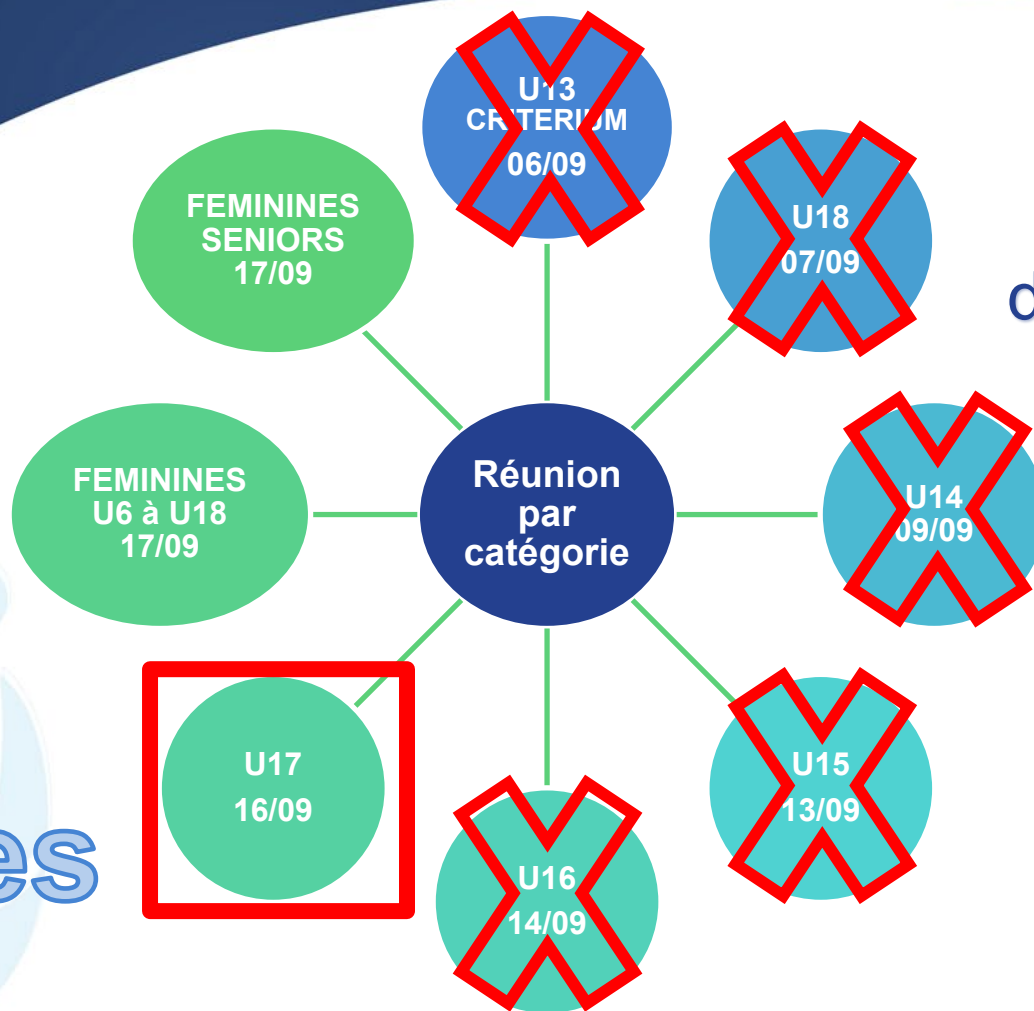 U13
CRITERIUM
06/09
FEMININES
SENIORS
17/09
U18
07/09
d
FEMININES
U6 à U18
17/09
Réunion
par
catégorie
U14
09/09
U17
16/09
U15
13/09
es
U16
14/09